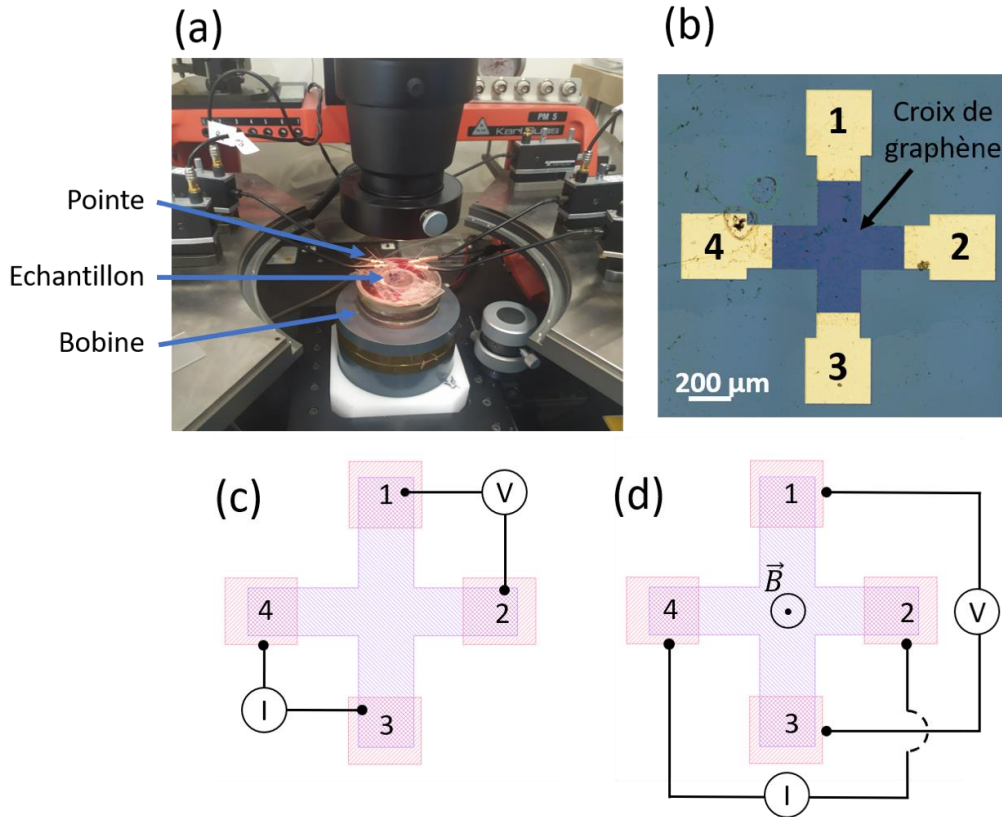 (a)
PM 5
Pointe
Echantillon
Bobine
(b)
1
Croix de
graphène
4
2
3
200 µm
(c)
1
V
4
2
I
3
(d)
1
B
4
2
V
3
I